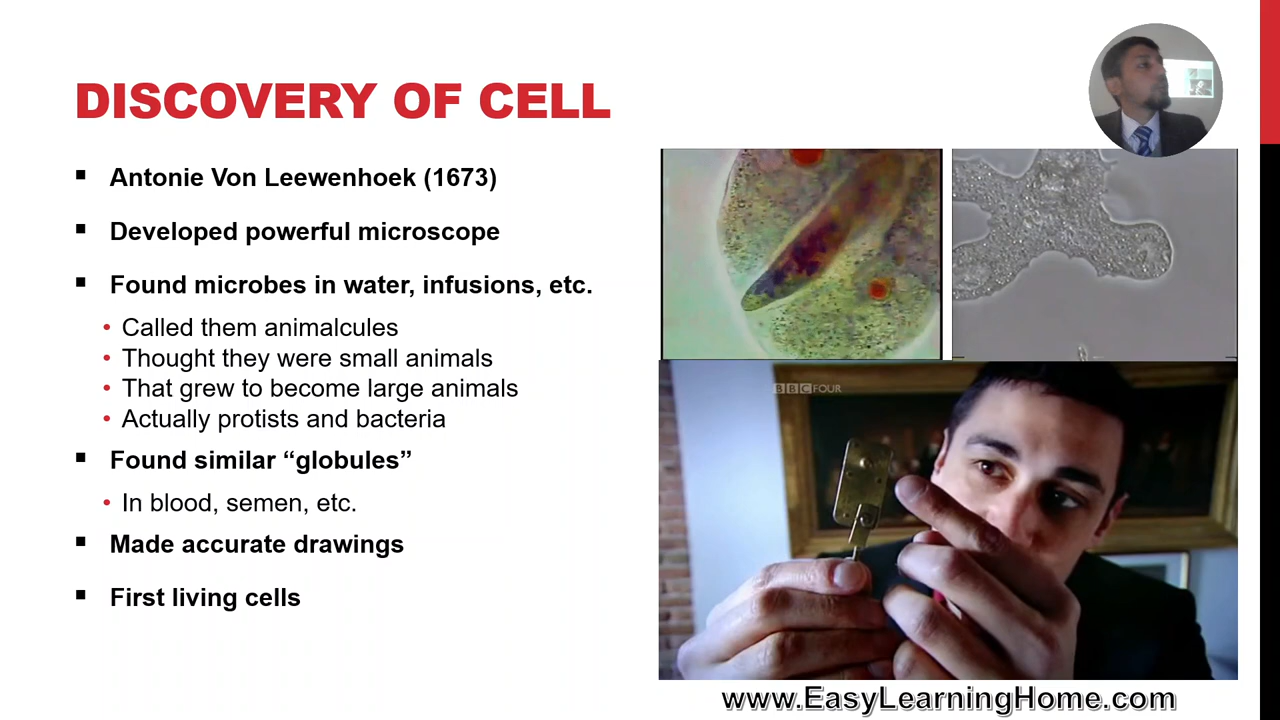 DISCOVERY OF CELL
▪ Antonie Von Leewenhoek (1673)
▪ Developed powerful microscope
▪ Found microbes in water, infusions, etc.
• Called them animalcules
• Thought they were small animals
• That grew to become large animals
• Actually protists and bacteria
▪ Found similar “globules”
• In blood, semen, etc.
▪ Made accurate drawings
▪ First living cells
BBC FOUR
www.EasyLearningHome.com